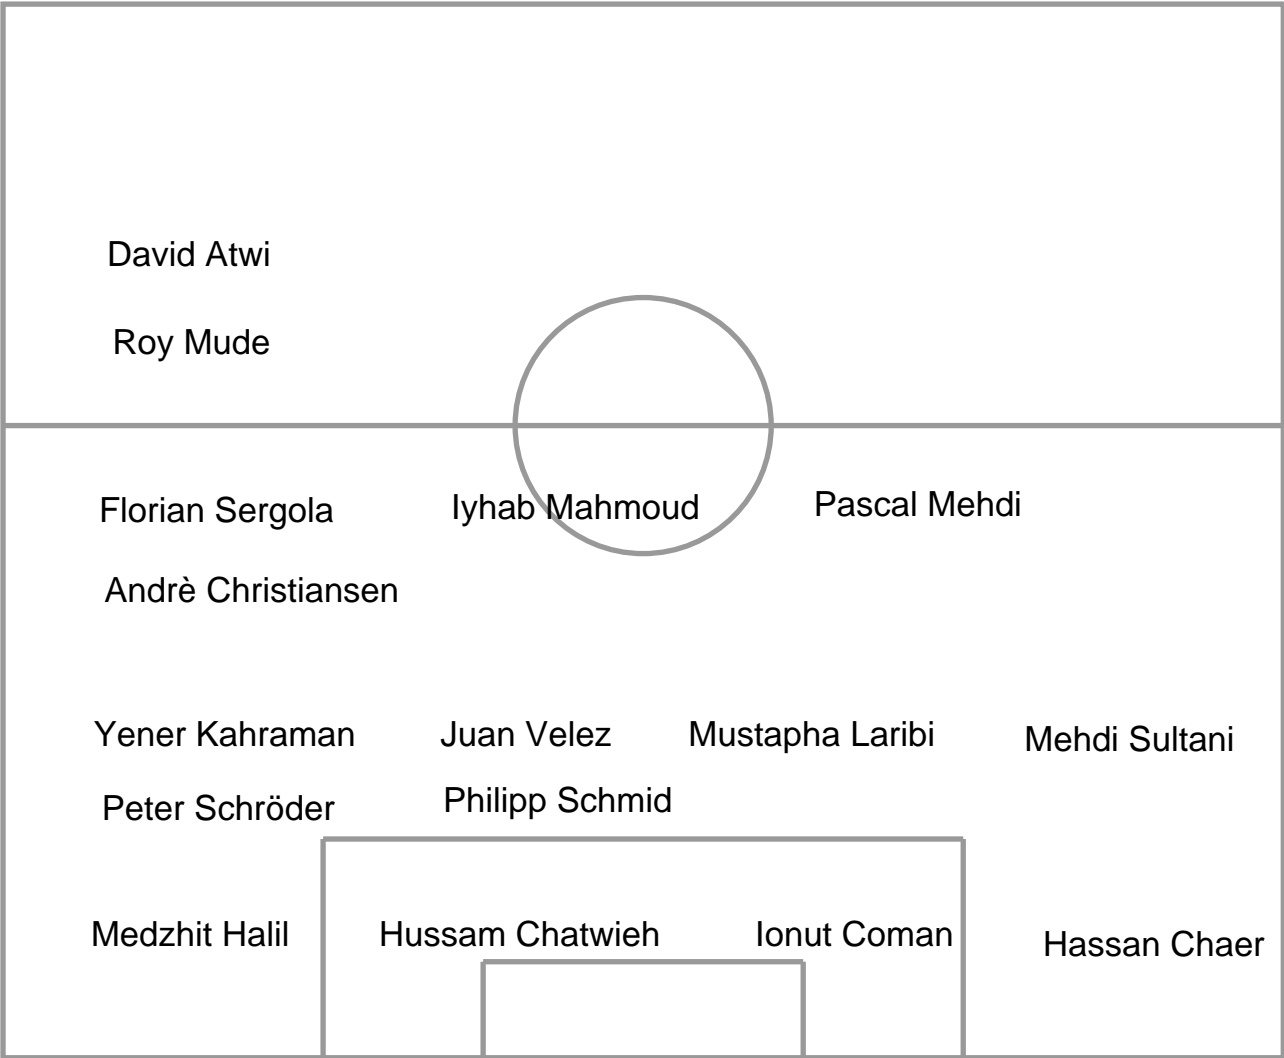 David Atwi
Roy Mude
Florian Sergola Iyhab Mahmoud Pascal Mehdi
Andrè Christiansen
Yener Kahraman Juan Velez Mustapha Laribi Mehdi Sultani
Peter Schröder Philipp Schmid
Medzhit Halil Hussam Chatwieh Ionut Coman Hassan Chaer